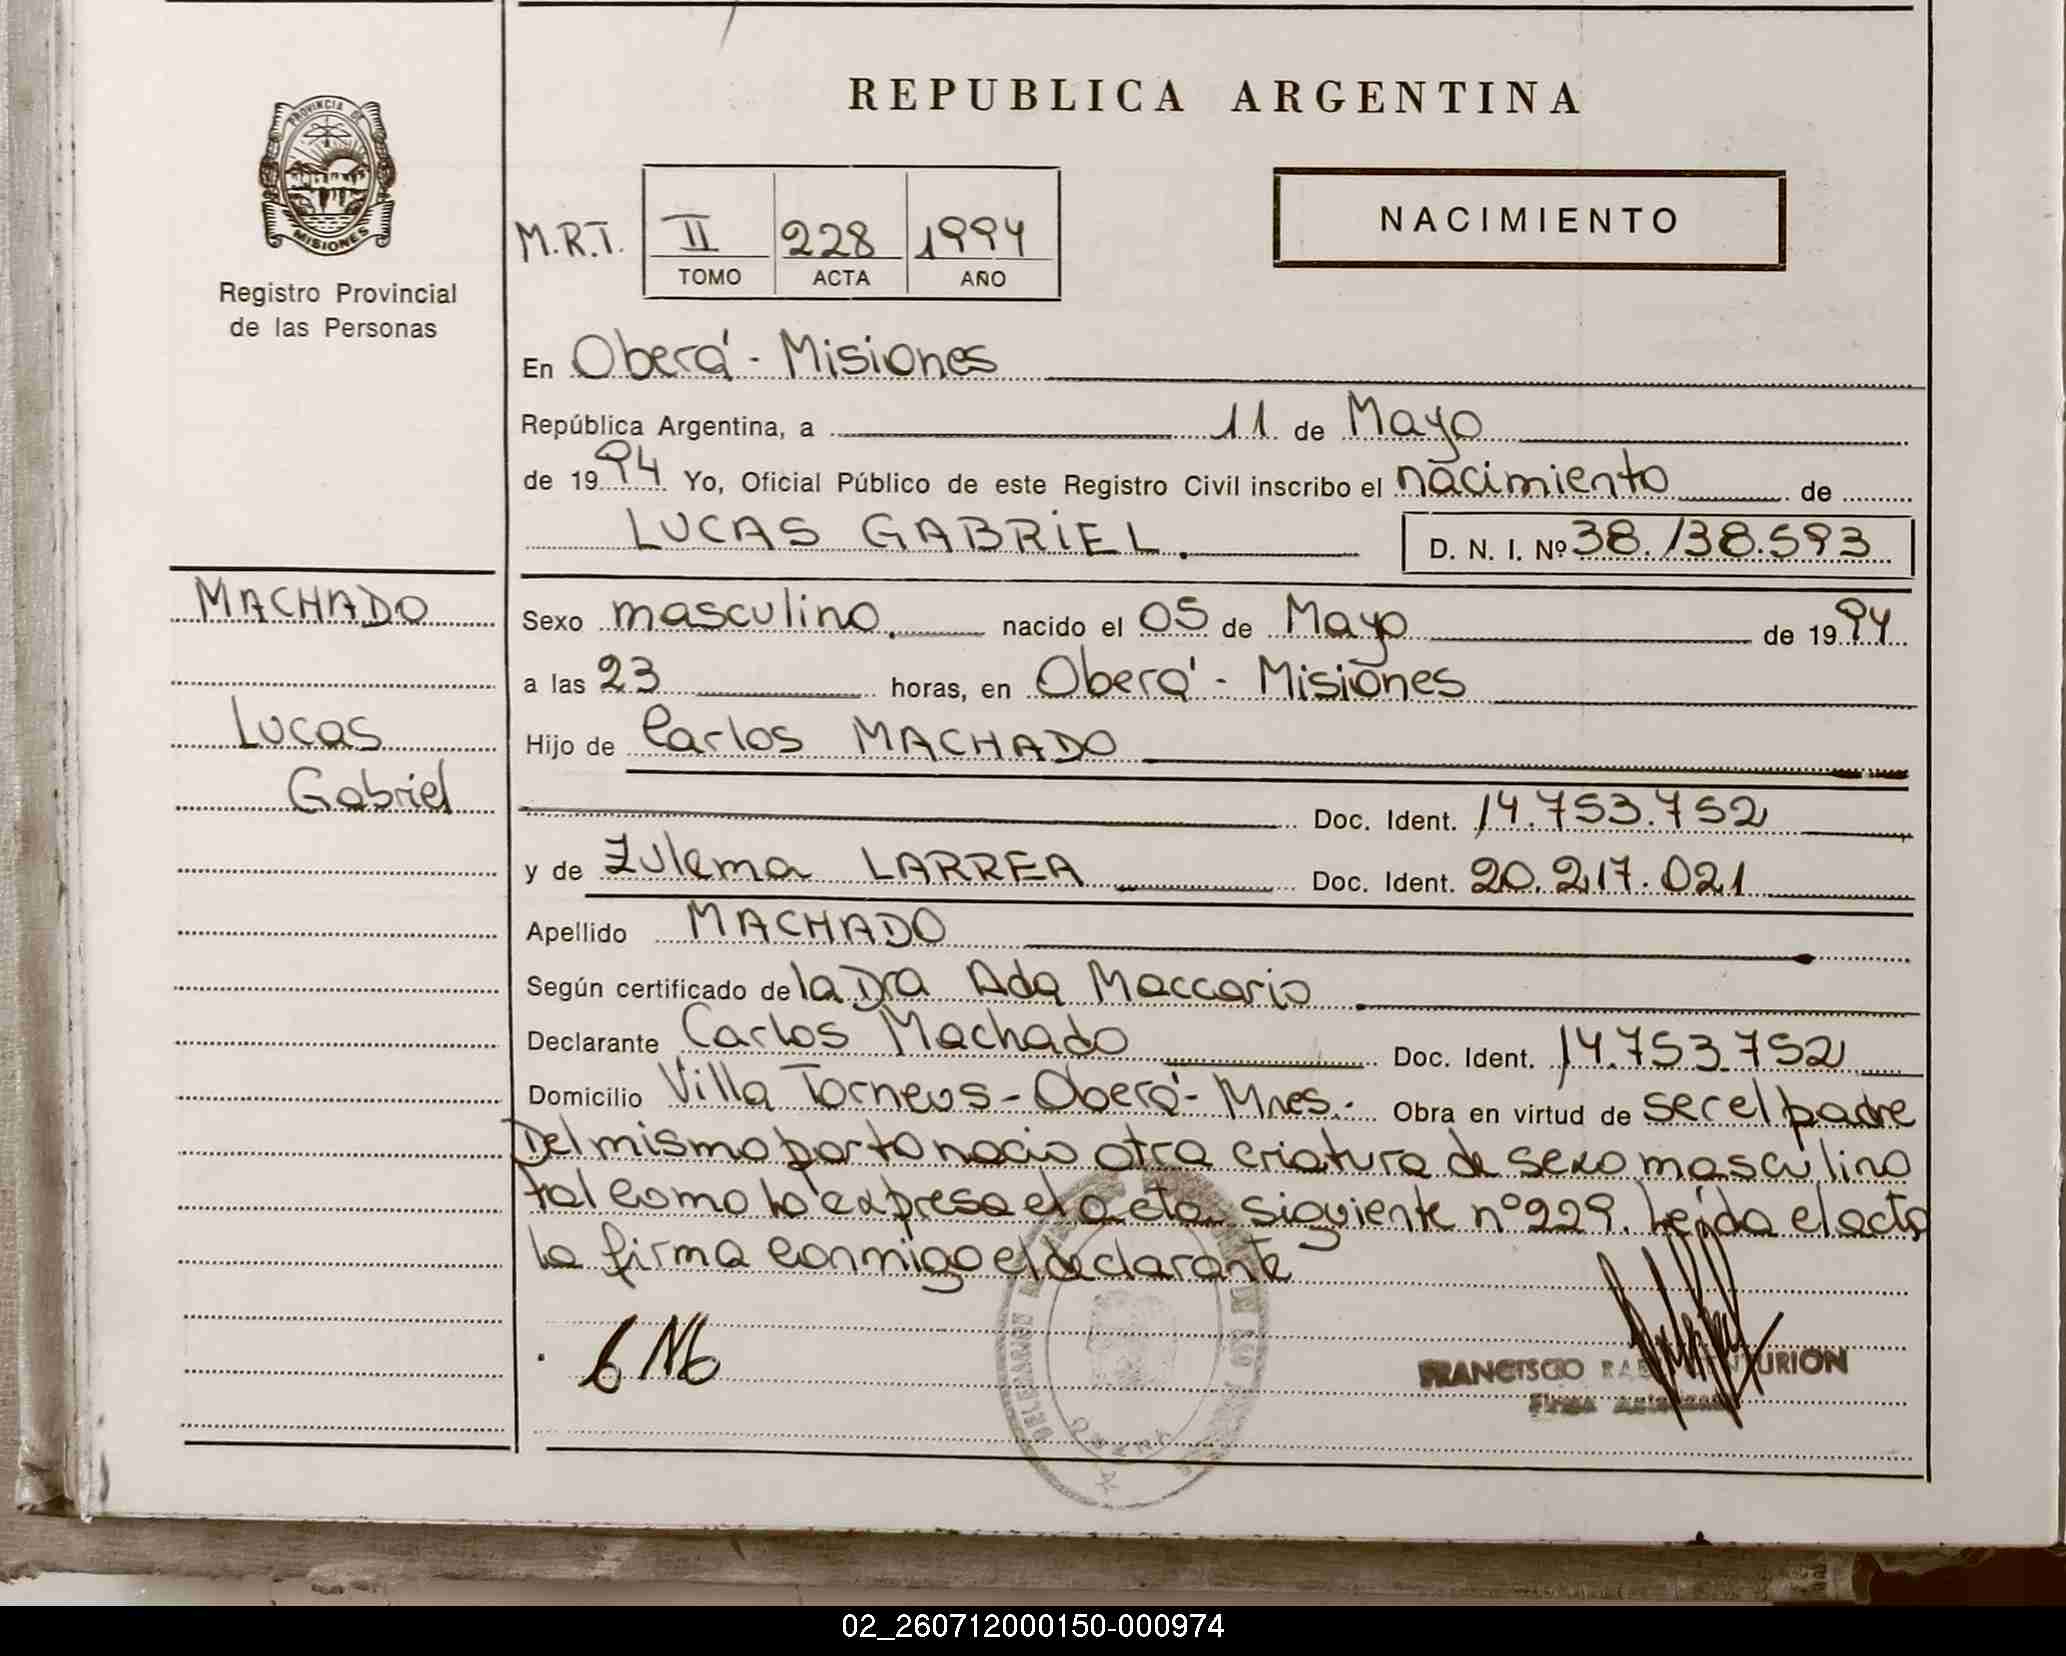 REPUBLICA ARGENTINA
PROVINCIA DE
MISIONES
Registro Provincial
de las Personas
NACIMIENTO
M.R.T. II 228 1994
TOMO ACTA AÑO
En Oberá - Misiones
República Argentina, a 11 de Mayo
de 1994 Yo, Oficial Público de este Registro Civil inscribo el nacimiento de
LUCAS GABRIEL. D. N. I. Nº 38.138.593
MACHADO
Lucas
Gabriel
Sexo masculino. nacido el 05 de Mayo de 1994
a las 23 horas, en Oberá - Misiones
Hijo de Carlos MACHADO
Doc. Ident. 14.753.752
y de Zulema LARREA Doc. Ident. 20.217.021
Apellido MACHADO
Según certificado de la Dra Ada Maccario
Declarante Carlos Machado Doc. Ident. 14.753.752
Domicilio Villa Torneus - Oberá - Mnes.- Obra en virtud de ser el padre
Del mismo parto nacio otra criatura de sexo masculino
tal como lo expresa el acta siguiente nº 229. Leída el acta
la firma conmigo el declarante
FRANCISCO
OBERA
02_260712000150-000974